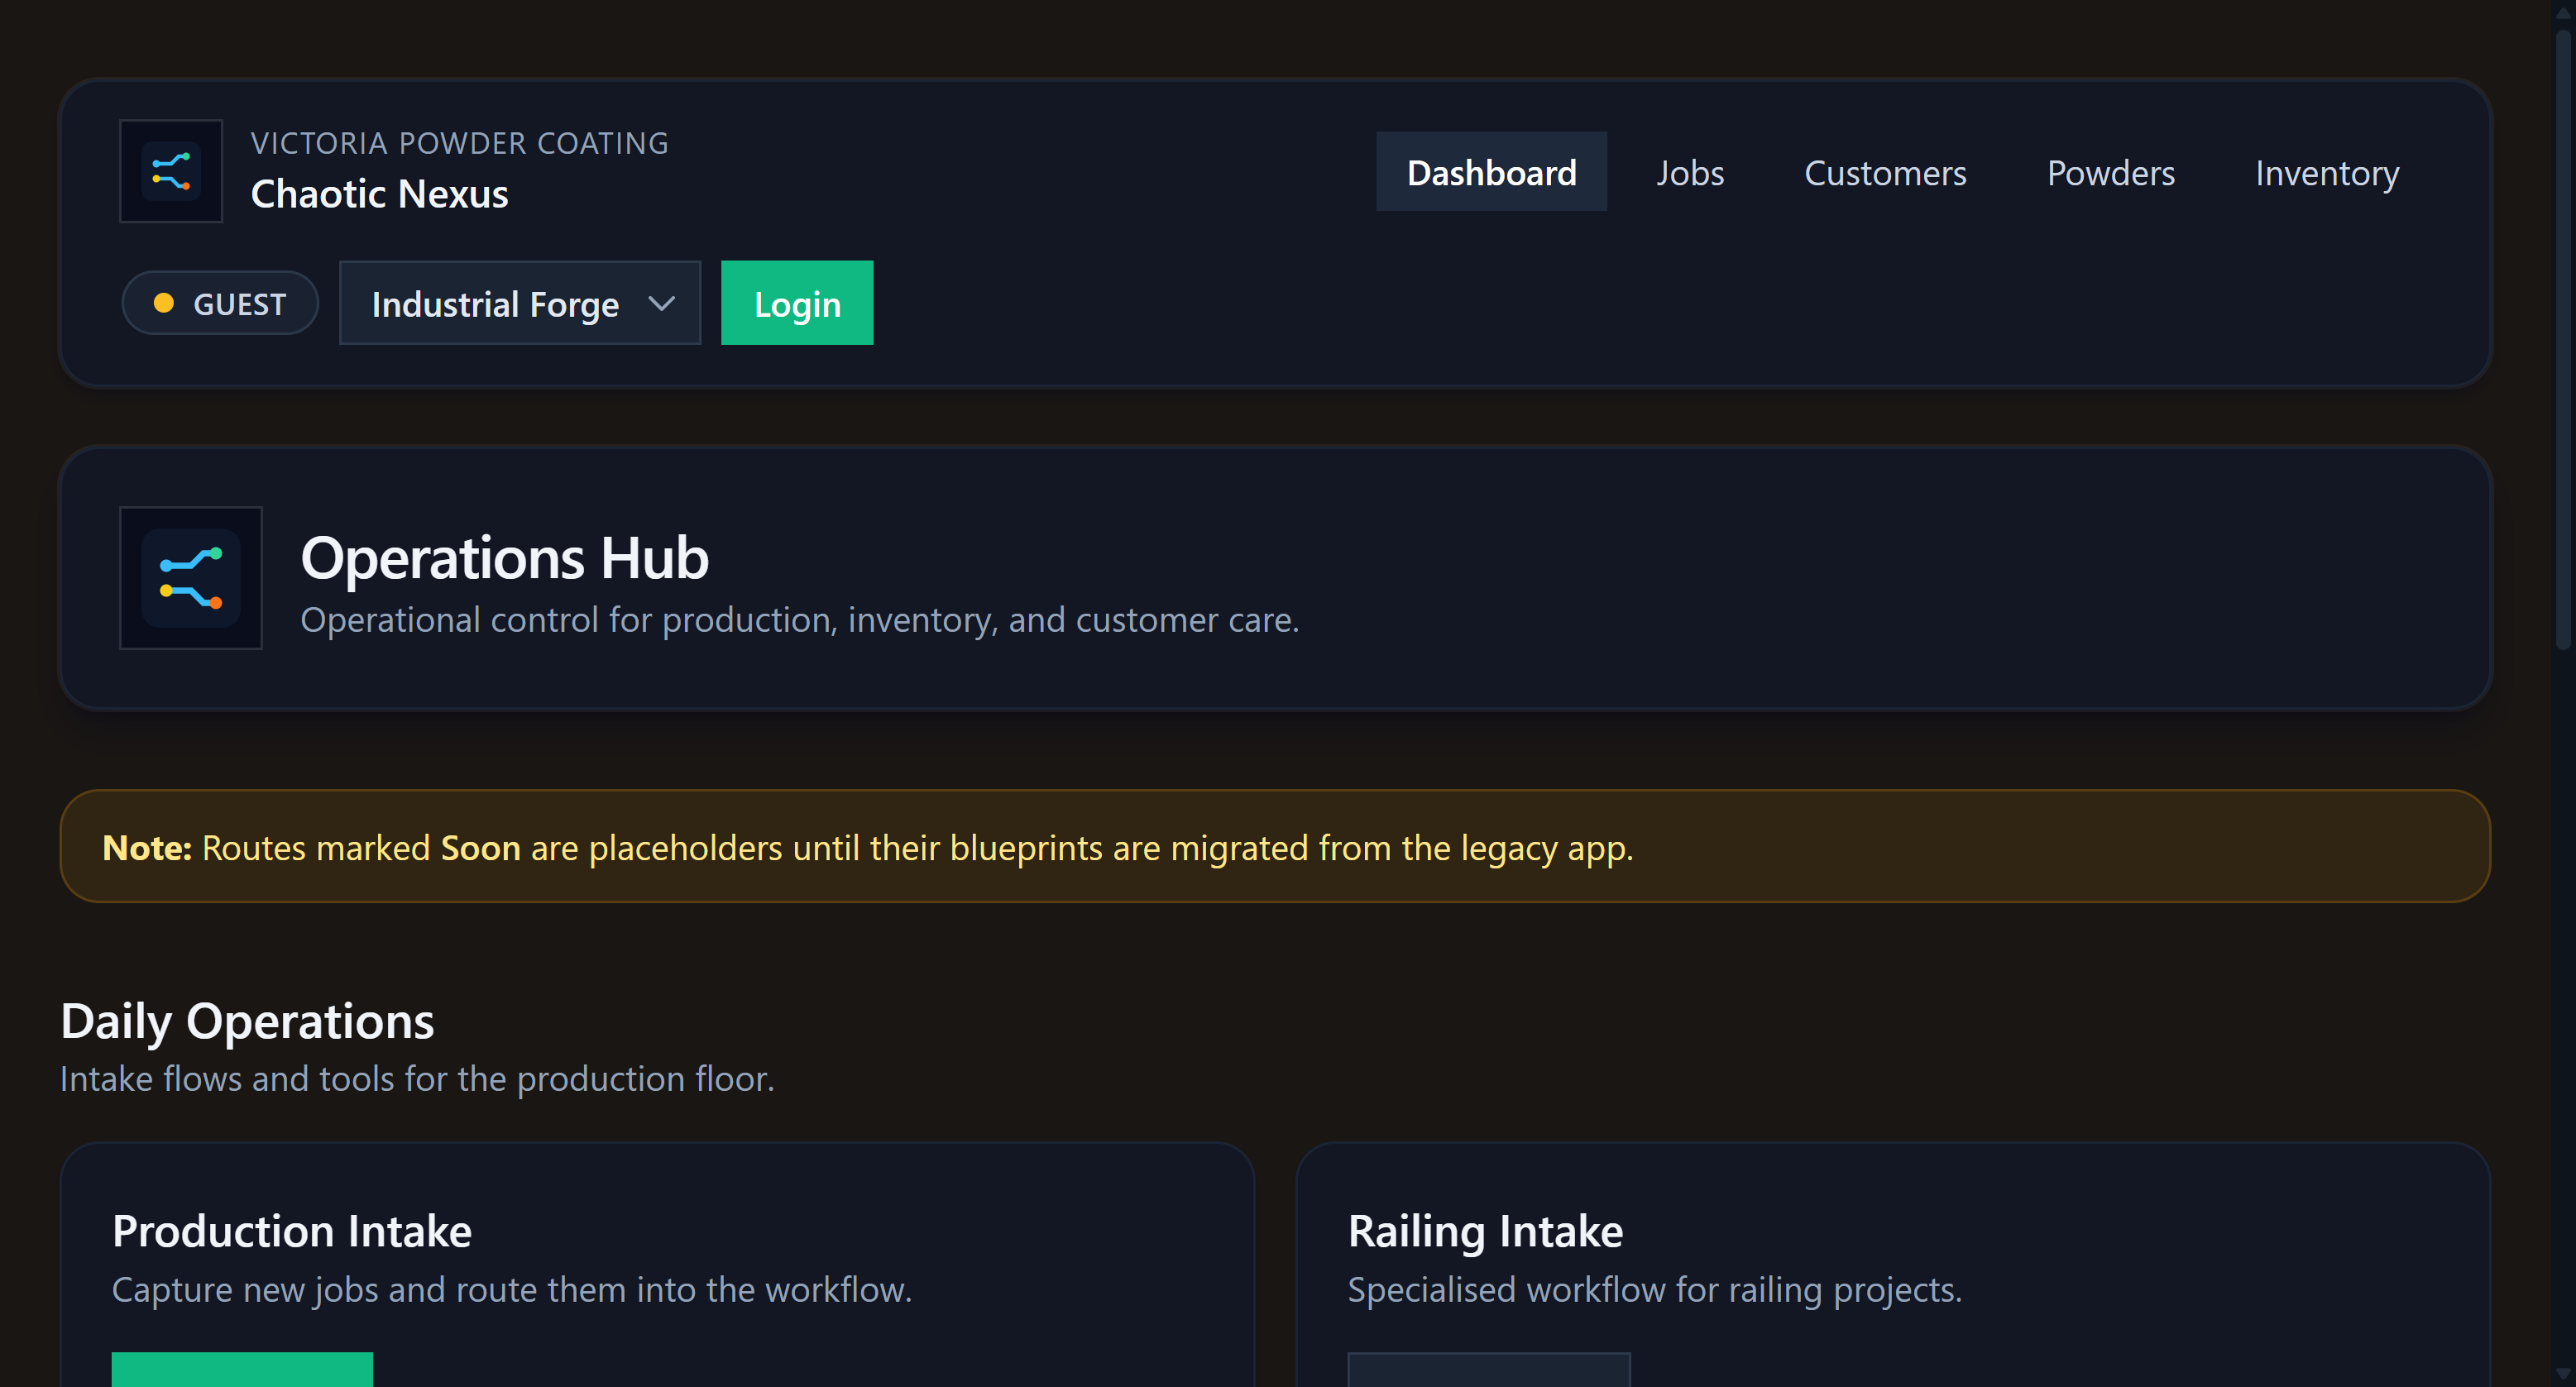 VICTORIA POWDER COATING
Chaotic Nexus
Dashboard
Jobs
Customers
Powders
Inventory
GUEST
Industrial Forge
Login
Operations Hub
Operational control for production, inventory, and customer care.
Note: Routes marked Soon are placeholders until their blueprints are migrated from the legacy app.
Daily Operations
Intake flows and tools for the production floor.
Production Intake
Capture new jobs and route them into the workflow.
Railing Intake
Specialised workflow for railing projects.